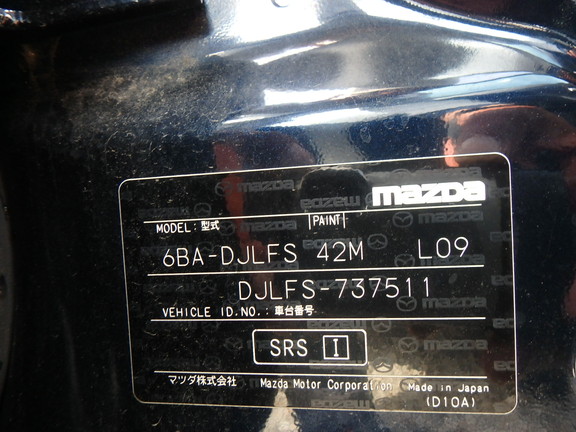 mazda
MODEL:型式 PAINT
6BA-DJLFS 42M L09
DJLFS-737511
VEHICLE ID.NO.:車台番号
SRS I
マツダ株式会社 Mazda Motor Corporation Made in Japan
(D10A)